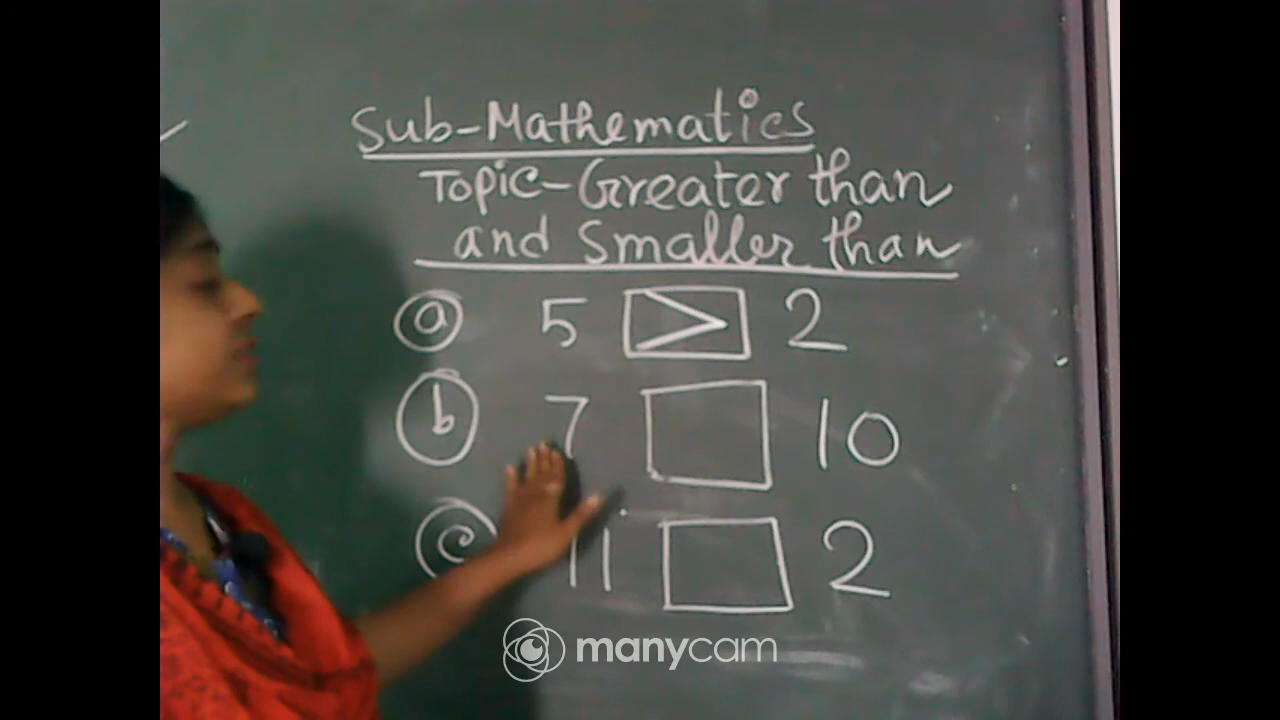 Sub-Mathematics
Topic-Greater than
and Smaller than
a 5 > 2
b 7 10
c 11 2
manycam